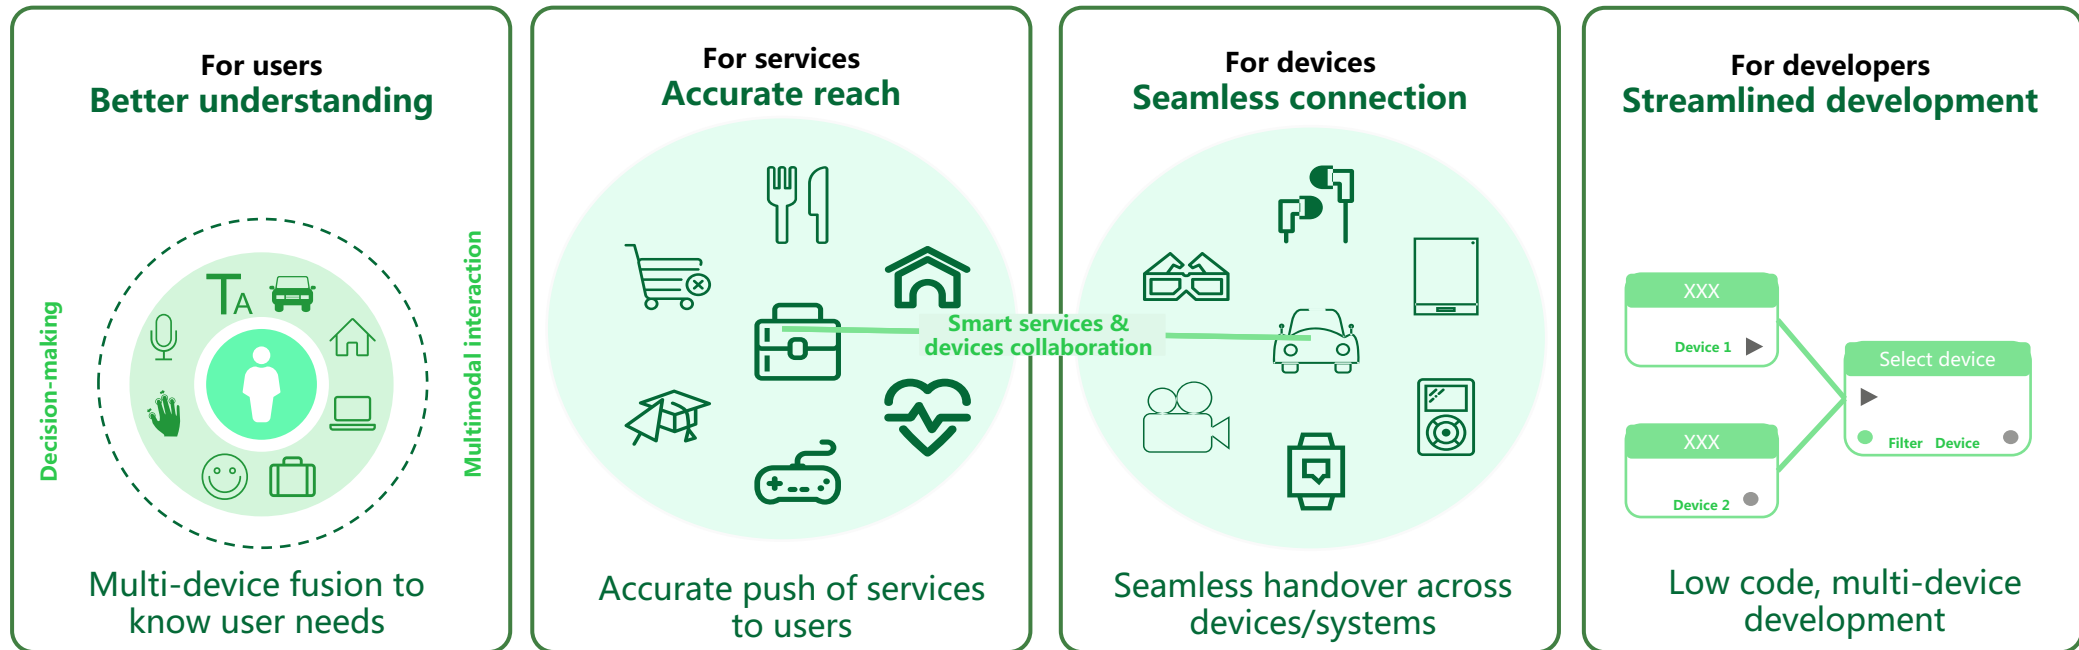 For users
Better understanding
TA
Decision-making
Multimodal interaction
Multi-device fusion to
know user needs
For services
Accurate reach
Smart services &
devices collaboration
Accurate push of services
to users
For devices
Seamless connection
Seamless handover across
devices/systems
For developers
Streamlined development
XXX
Device 1
XXX
Device 2
Select device
Filter Device
Low code, multi-device
development